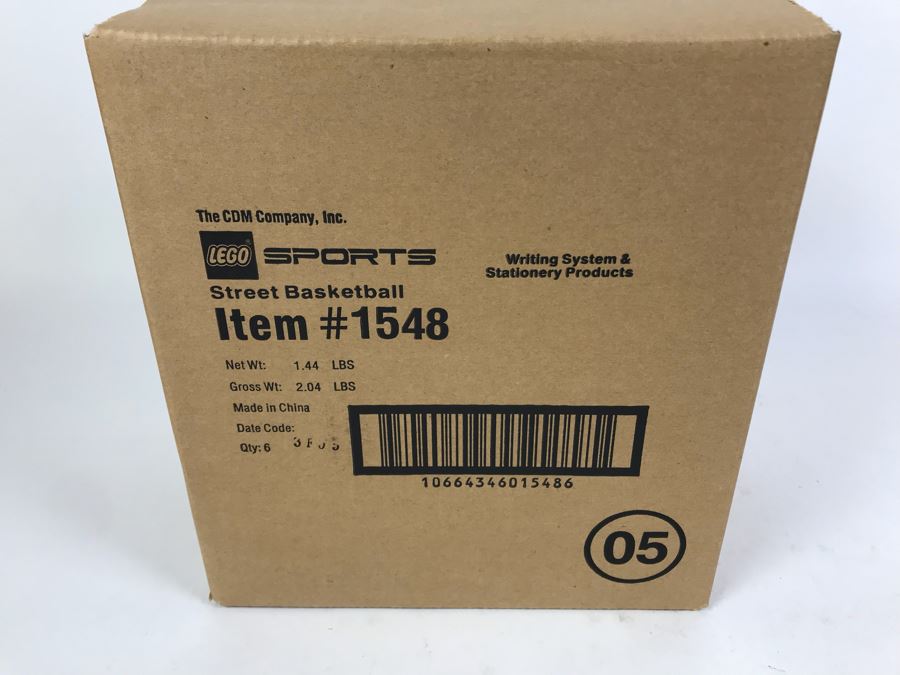 The CDM Company, Inc.
LEGO® SPORTS
Writing System &
Stationery Products
Street Basketball
Item #1548
Net Wt: 1.44 LBS
Gross Wt: 2.04 LBS
Made in China
Date Code:
Qty: 6
10664346015486
05